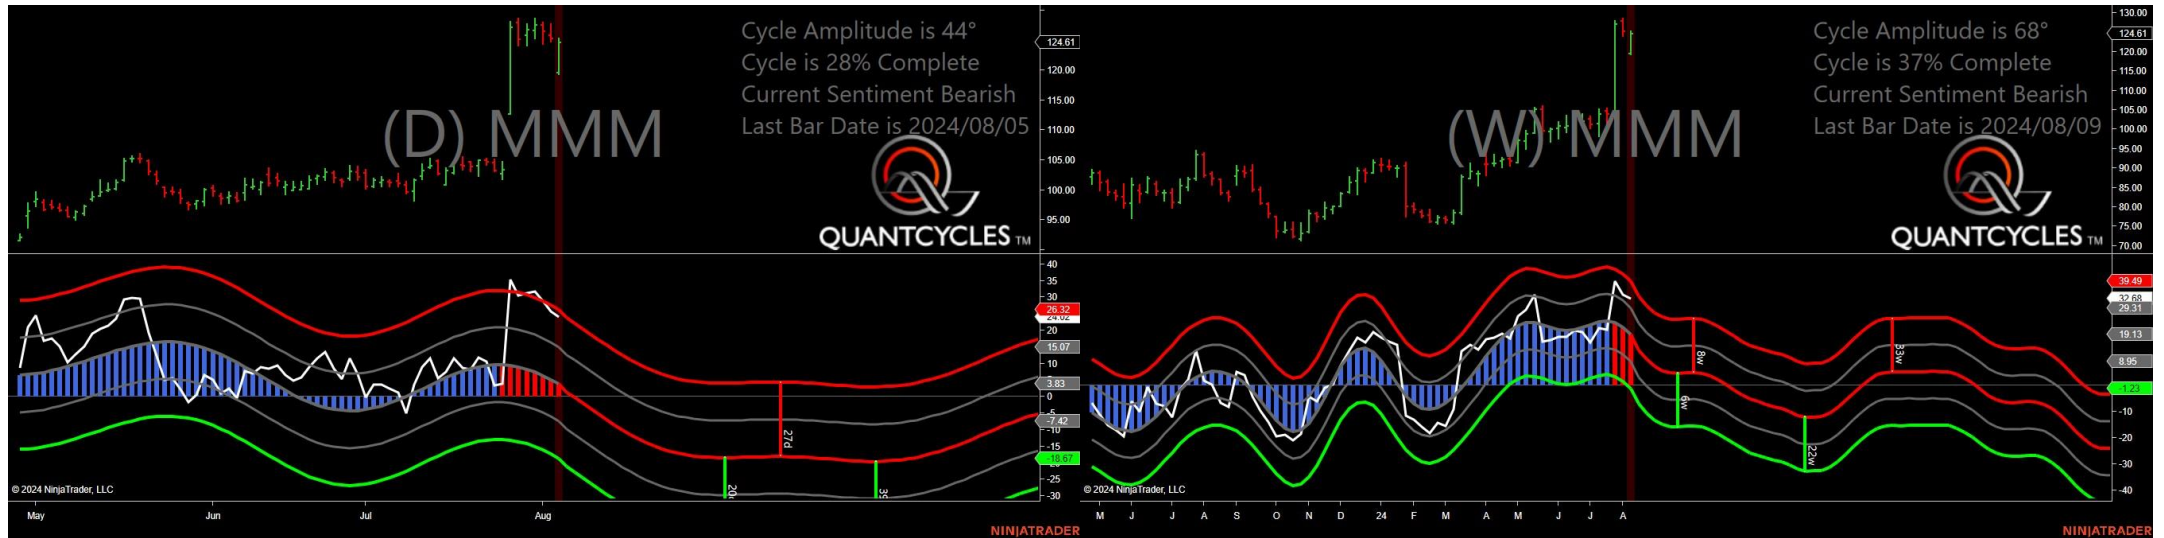 Cycle Amplitude is 44°
Cycle is 28% Complete
Current Sentiment Bearish
Last Bar Date is 2024/08/05
(D) MMM
QUANTCYCLES TM
124.61
120.00
115.00
110.00
105.00
100.00
95.00
40
35
30
26.32
24.02
20
15.07
10
3.83
0
-5
-7.42
-10
-15
-18.67
-25
-30
27d
© 2024 NinjaTrader, LLC
May Jun Jul Aug
NINJATRADER
Cycle Amplitude is 68°
Cycle is 37% Complete
Current Sentiment Bearish
Last Bar Date is 2024/08/09
(W) MMM
QUANTCYCLES TM
130.00
124.61
120.00
115.00
110.00
105.00
100.00
95.00
90.00
85.00
80.00
75.00
70.00
39.49
32.68
29.31
19.13
8.95
-1.23
-10
-20
-30
-40
8w
6w
22w
33w
© 2024 NinjaTrader, LLC
M J J A S O N D 24 F M A M J J A
NINJATRADER